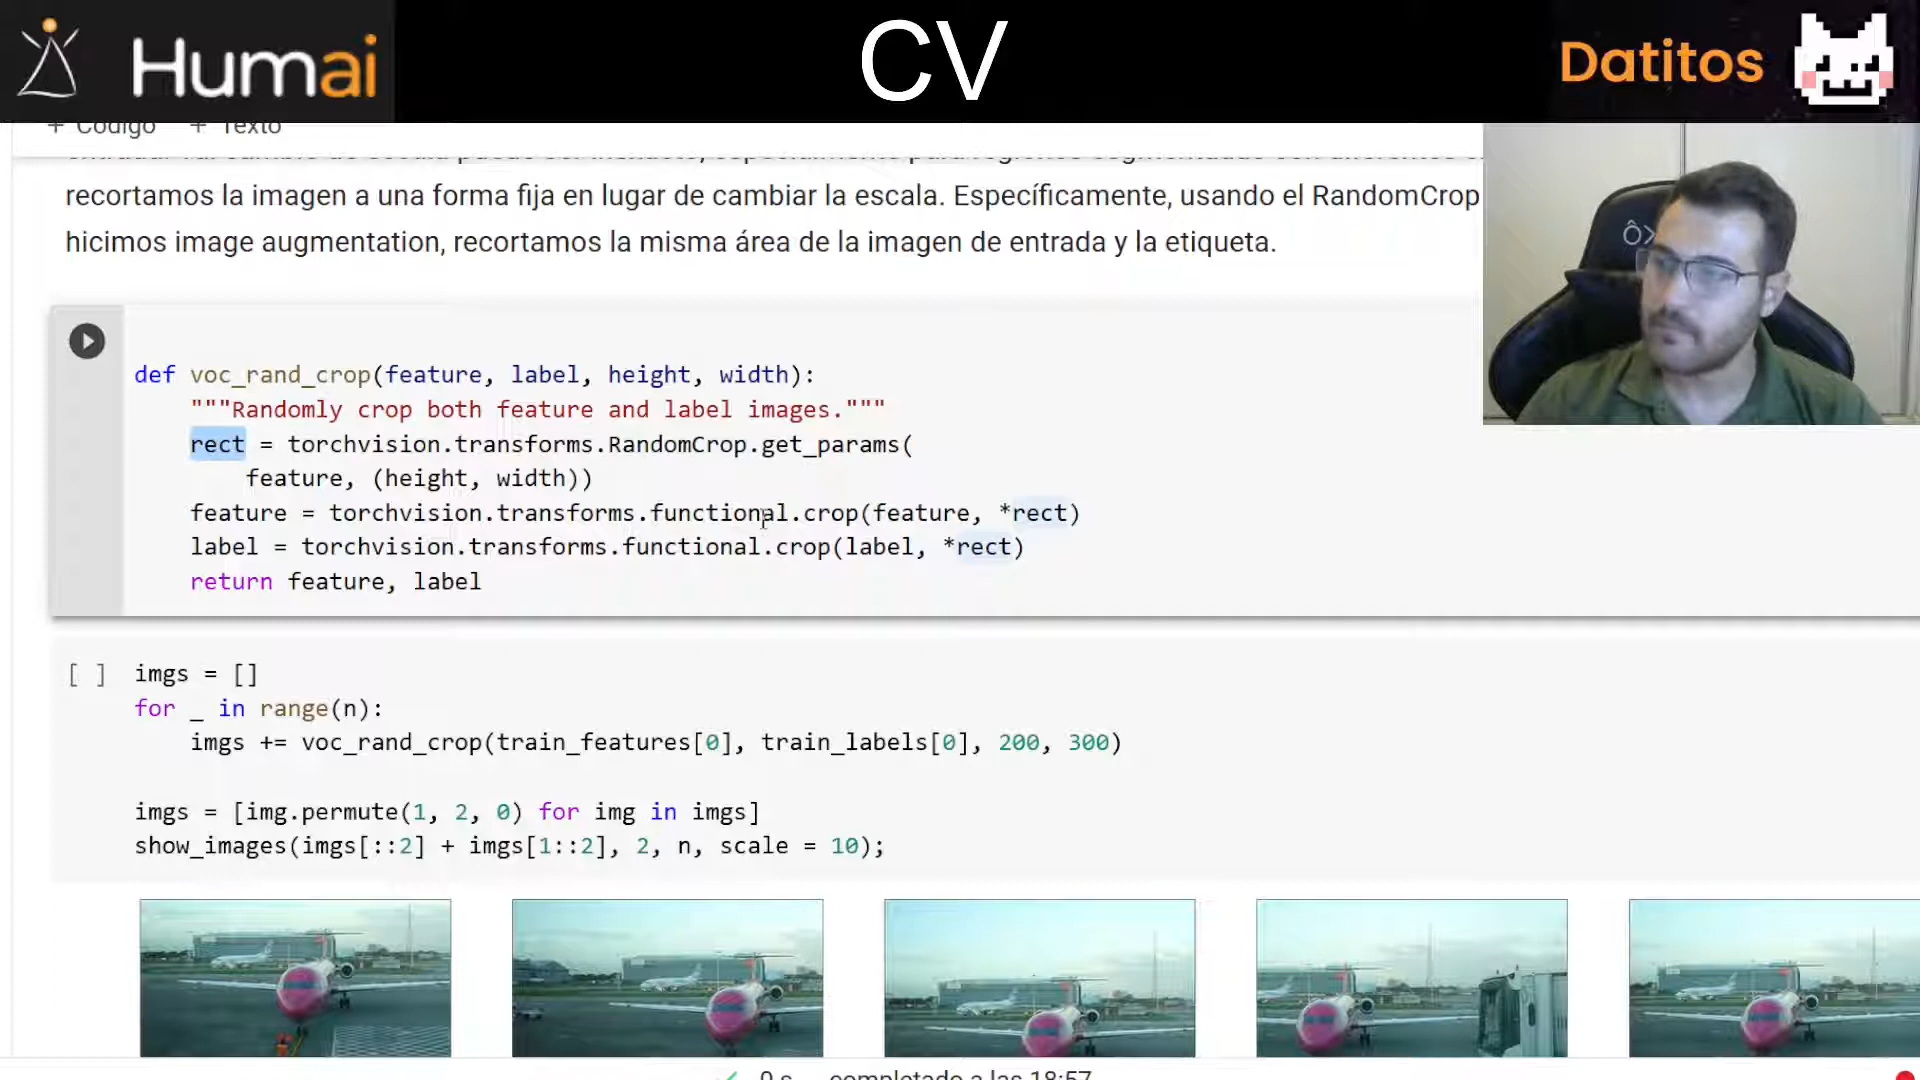 Humai
CV
Datitos
+ Código + Texto
recortamos la imagen a una forma fija en lugar de cambiar la escala. Específicamente, usando el RandomCrop
hicimos image augmentation, recortamos la misma área de la imagen de entrada y la etiqueta.
def voc_rand_crop(feature, label, height, width):
"""Randomly crop both feature and label images."""
rect = torchvision.transforms.RandomCrop.get_params(
feature, (height, width))
feature = torchvision.transforms.functional.crop(feature, *rect)
label = torchvision.transforms.functional.crop(label, *rect)
return feature, label
[ ] imgs = []
for _ in range(n):
imgs += voc_rand_crop(train_features[0], train_labels[0], 200, 300)
imgs = [img.permute(1, 2, 0) for img in imgs]
show_images(imgs[::2] + imgs[1::2], 2, n, scale = 10);
0 s completado a las 18:57